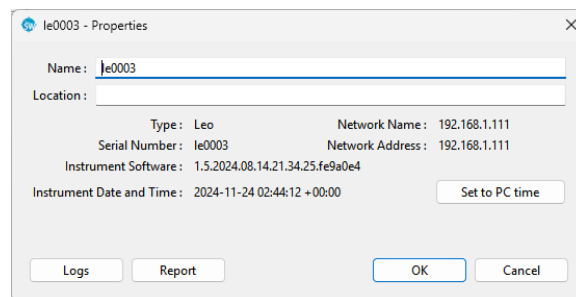 le0003 - Properties
Name : le0003
Location :
Type : Leo Network Name : 192.168.1.111
Serial Number : le0003 Network Address : 192.168.1.111
Instrument Software : 1.5.2024.08.14.21.34.25.fe9a0e4
Instrument Date and Time : 2024-11-24 02:44:12 +00:00 Set to PC time
Logs Report OK Cancel